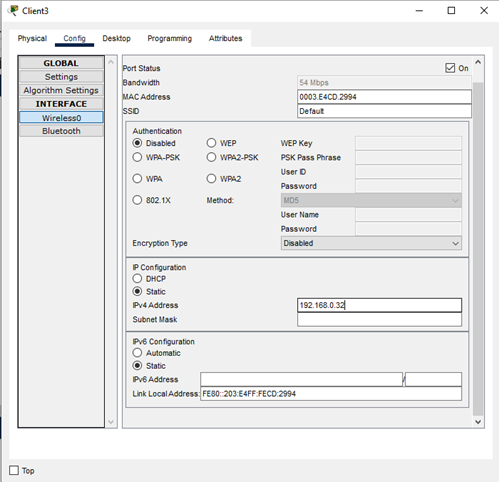 Client3
Physical Config Desktop Programming Attributes
GLOBAL
Settings
Algorithm Settings
INTERFACE
Wireless0
Bluetooth
Port Status On
Bandwidth 54 Mbps
MAC Address 0003.E4CD.2994
SSID Default
Authentication
Disabled WEP WEP Key
WPA-PSK WPA2-PSK PSK Pass Phrase
User ID
WPA WPA2 Password
802.1X Method: MD5
User Name
Password
Encryption Type Disabled
IP Configuration
DHCP
Static
IPv4 Address 192.168.0.32
Subnet Mask
IPv6 Configuration
Automatic
Static
IPv6 Address /
Link Local Address: FE80::203:E4FF:FECD:2994
Top